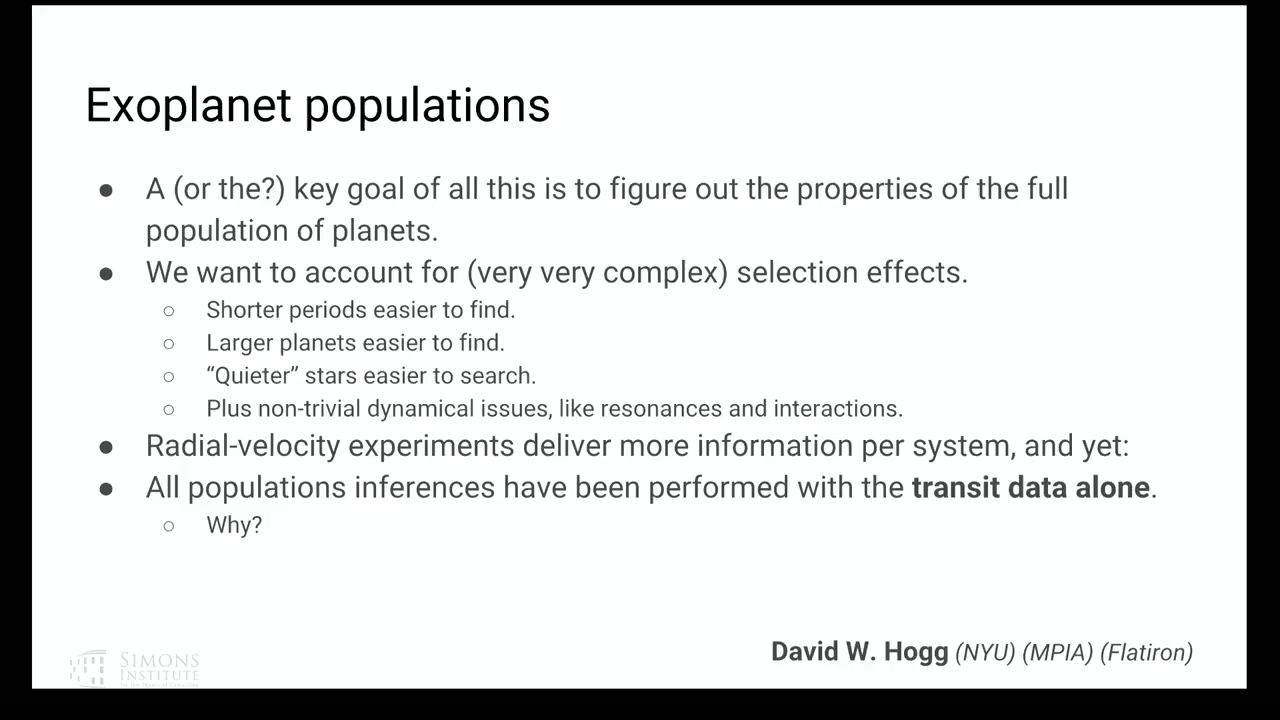 Exoplanet populations
● A (or the?) key goal of all this is to figure out the properties of the full
population of planets.
● We want to account for (very very complex) selection effects.
○ Shorter periods easier to find.
○ Larger planets easier to find.
○ “Quieter” stars easier to search.
○ Plus non-trivial dynamical issues, like resonances and interactions.
● Radial-velocity experiments deliver more information per system, and yet:
● All populations inferences have been performed with the transit data alone.
○ Why?
David W. Hogg (NYU) (MPIA) (Flatiron)
SIMONS
INSTITUTE